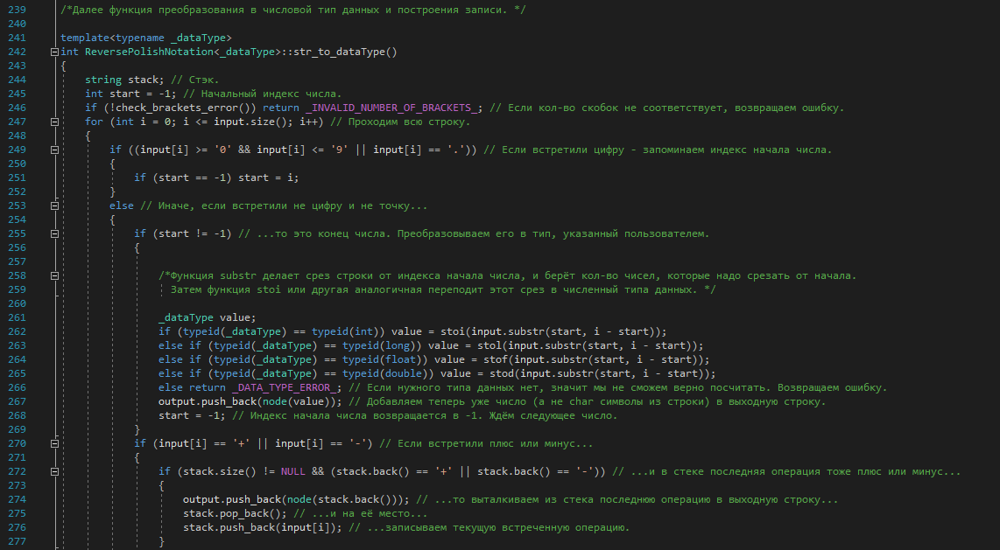 239 /*Далее функция преобразования в числовой тип данных и построения записи. */
240
241 template<typename _dataType>
242 int ReversePolishNotation<_dataType>::str_to_dataType()
243 {
244 string stack; // Стэк.
245 int start = -1; // Начальный индекс числа.
246 if (!check_brackets_error()) return _INVALID_NUMBER_OF_BRACKETS_; // Если кол-во скобок не соответствует, возвращаем ошибку.
247 for (int i = 0; i <= input.size(); i++) // Проходим всю строку.
248 {
249 if ((input[i] >= '0' && input[i] <= '9' || input[i] == '.')) // Если встретили цифру - запоминаем индекс начала числа.
250 {
251 if (start == -1) start = i;
252 }
253 else // Иначе, если встретили не цифру и не точку...
254 {
255 if (start != -1) // ...то это конец числа. Преобразовываем его в тип, указанный пользователем.
256 {
257
258 /*Функция substr делает срез строки от индекса начала числа, и берёт кол-во чисел, которые надо срезать от начала.
259 Затем функция stoi или другая аналогичная переподит этот срез в численный типа данных. */
260
261 _dataType value;
262 if (typeid(_dataType) == typeid(int)) value = stoi(input.substr(start, i - start));
263 else if (typeid(_dataType) == typeid(long)) value = stol(input.substr(start, i - start));
264 else if (typeid(_dataType) == typeid(float)) value = stof(input.substr(start, i - start));
265 else if (typeid(_dataType) == typeid(double)) value = stod(input.substr(start, i - start));
266 else return _DATA_TYPE_ERROR_; // Если нужного типа данных нет, значит мы не сможем верно посчитать. Возвращаем ошибку.
267 output.push_back(node(value)); // Добавляем теперь уже число (а не char символы из строки) в выходную строку.
268 start = -1; // Индекс начала числа возвращается в -1. Ждём следующее число.
269 }
270 if (input[i] == '+' || input[i] == '-') // Если встретили плюс или минус...
271 {
272 if (stack.size() != NULL && (stack.back() == '+' || stack.back() == '-')) // ...и в стеке последняя операция тоже плюс или минус...
273 {
274 output.push_back(node(stack.back())); // ...то выталкиваем из стека последнюю операцию в выходную строку...
275 stack.pop_back(); // ...и на её место...
276 stack.push_back(input[i]); // ...записываем текущую встреченную операцию.
277 }